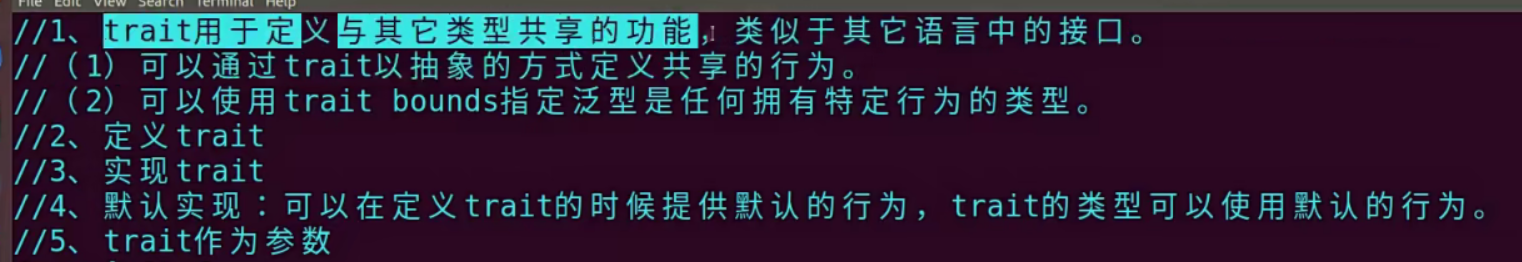 File Edit View Search Terminal Help
//1、trait用于定义与其它类型共享的功能，类似于其它语言中的接口。
//（1）可以通过trait以抽象的方式定义共享的行为。
//（2）可以使用trait bounds指定泛型是任何拥有特定行为的类型。
//2、定义trait
//3、实现trait
//4、默认实现：可以在定义trait的时候提供默认的行为，trait的类型可以使用默认的行为。
//5、trait作为参数